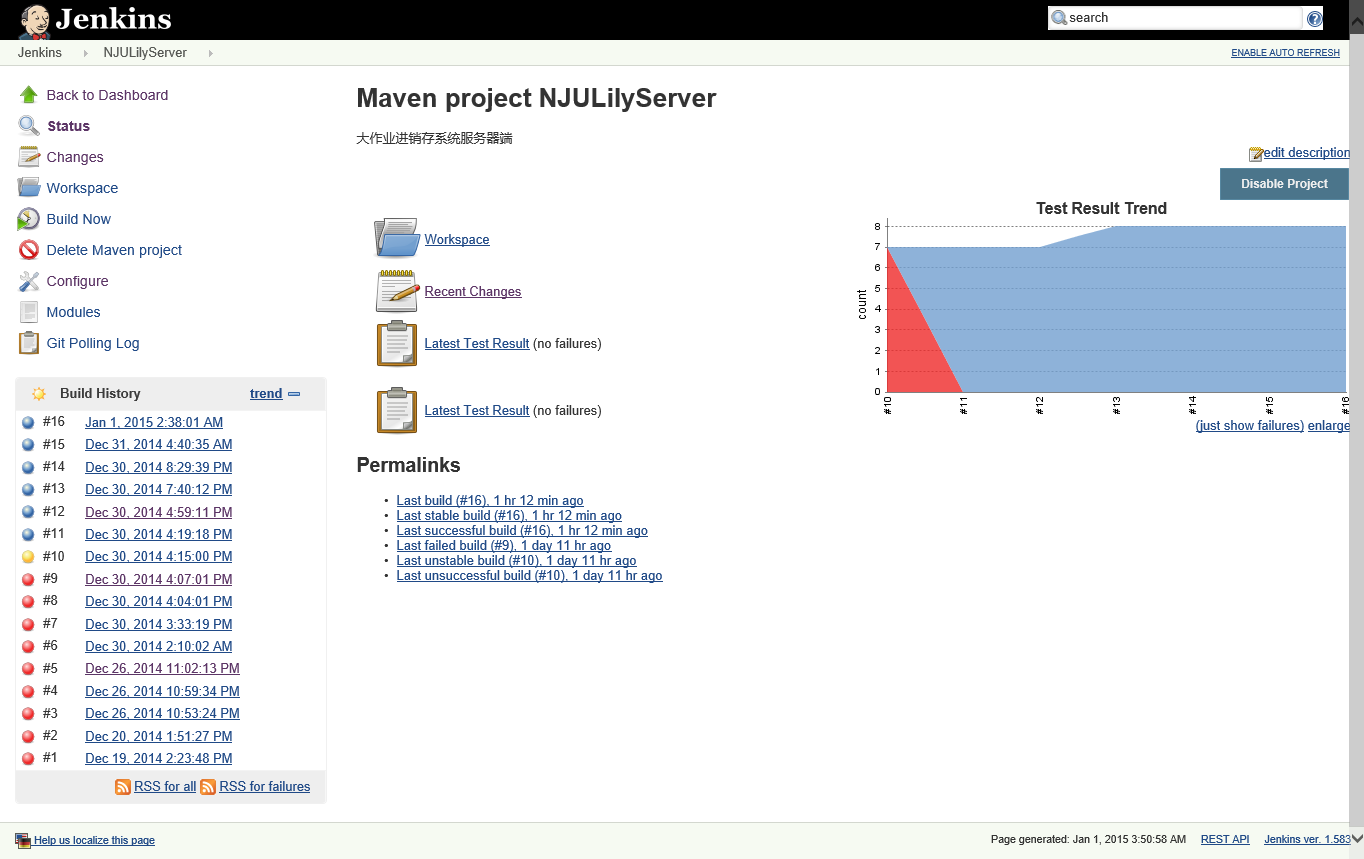 Jenkins
search
Jenkins NJULilyServer
ENABLE AUTO REFRESH
Back to Dashboard
Status
Changes
Workspace
Build Now
Delete Maven project
Configure
Modules
Git Polling Log
Build History trend
#16 Jan 1, 2015 2:38:01 AM
#15 Dec 31, 2014 4:40:35 AM
#14 Dec 30, 2014 8:29:39 PM
#13 Dec 30, 2014 7:40:12 PM
#12 Dec 30, 2014 4:59:11 PM
#11 Dec 30, 2014 4:19:18 PM
#10 Dec 30, 2014 4:15:00 PM
#9 Dec 30, 2014 4:07:01 PM
#8 Dec 30, 2014 4:04:01 PM
#7 Dec 30, 2014 3:33:19 PM
#6 Dec 30, 2014 2:10:02 AM
#5 Dec 26, 2014 11:02:13 PM
#4 Dec 26, 2014 10:59:34 PM
#3 Dec 26, 2014 10:53:24 PM
#2 Dec 20, 2014 1:51:27 PM
#1 Dec 19, 2014 2:23:48 PM
RSS for all RSS for failures
Maven project NJULilyServer
大作业进销存系统服务器端
edit description
Disable Project
Workspace
Recent Changes
Latest Test Result (no failures)
Latest Test Result (no failures)
Test Result Trend
count
8
7
6
5
4
3
2
1
0
#10 #11 #12 #13 #14 #15 #16
(just show failures) enlarge
Permalinks
• Last build (#16), 1 hr 12 min ago
• Last stable build (#16), 1 hr 12 min ago
• Last successful build (#16), 1 hr 12 min ago
• Last failed build (#9), 1 day 11 hr ago
• Last unstable build (#10), 1 day 11 hr ago
• Last unsuccessful build (#10), 1 day 11 hr ago
Help us localize this page
Page generated: Jan 1, 2015 3:50:58 AM REST API Jenkins ver. 1.583